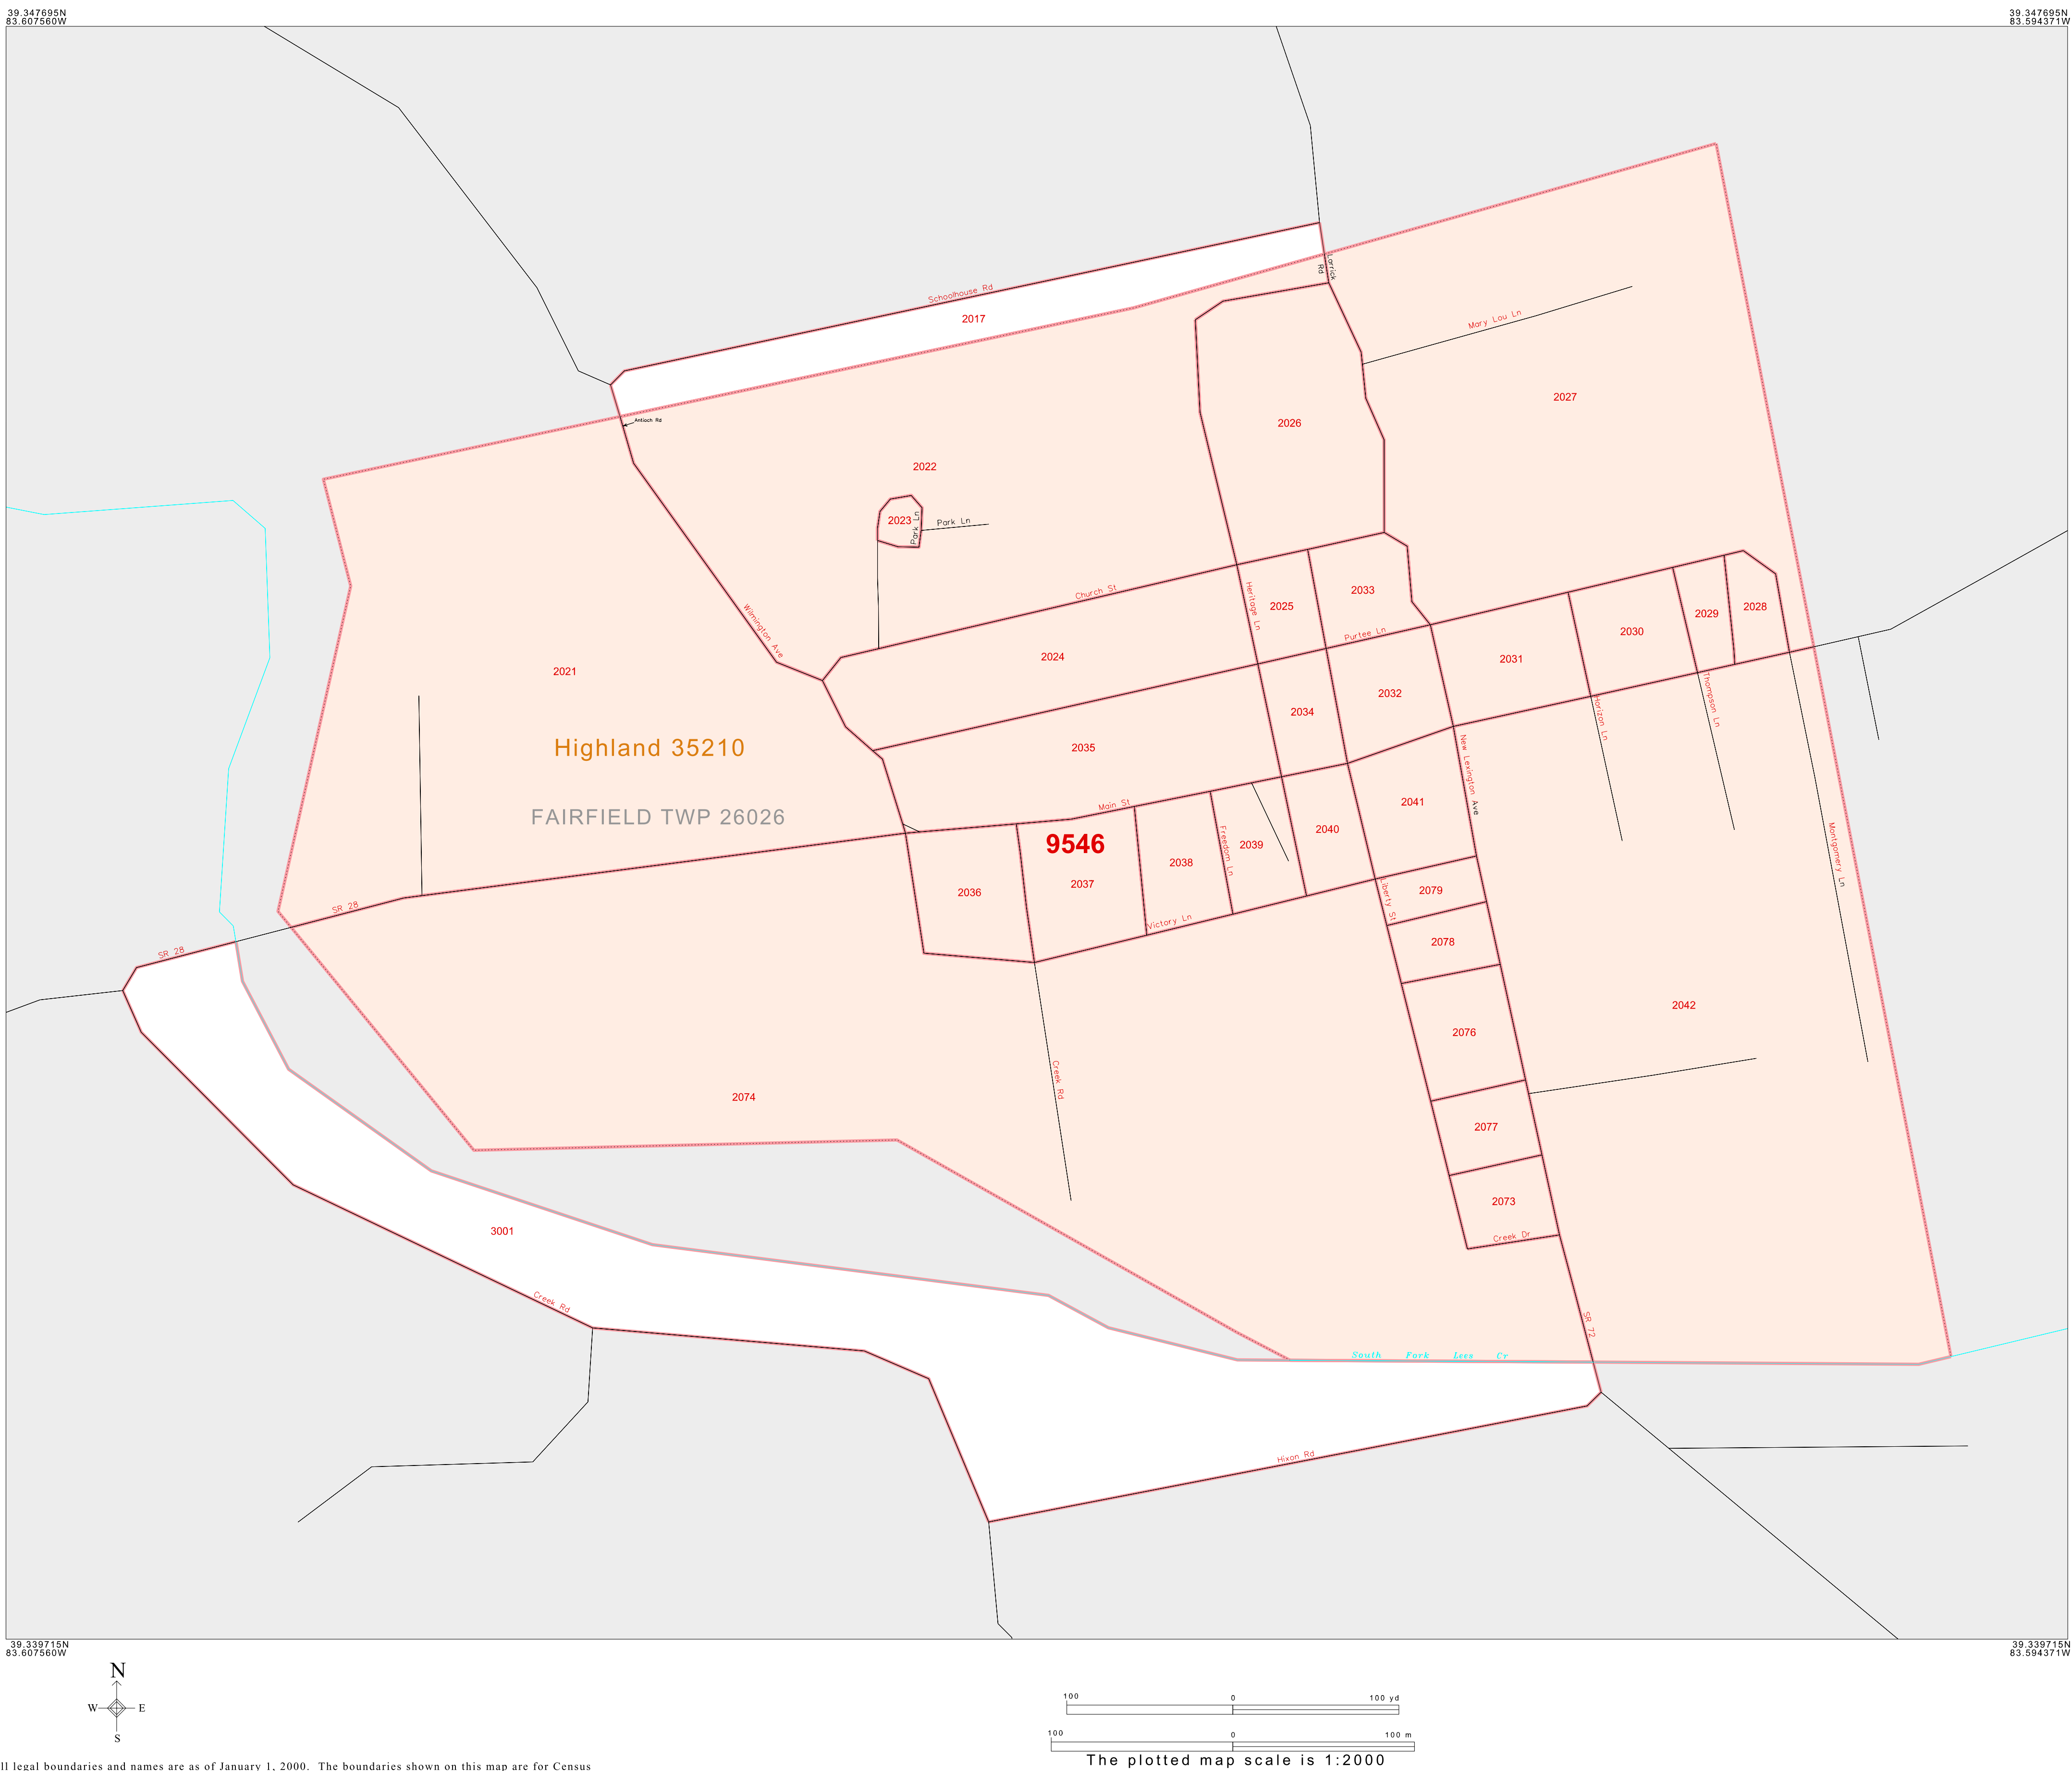 39.347695N
83.607560W
39.347695N
83.594371W
Schoolhouse Rd
2017
Larrick
Rd
Mary Lou Ln
2027
Antioch Rd
2026
2022
2023
Park Ln
Park Ln
Church St
Heritage Ln
2025
2033
2028
2029
2030
Purtee Ln
Wilmington Ave
2024
2031
2021
2032
2034
Thompson Ln
Horizon Ln
Highland 35210
2035
New Lexington Ave
FAIRFIELD TWP 26026
Main St
2041
9546
2040
Freedom Ln
2039
2038
2037
2036
Montgomery Ln
2079
Liberty St
SR 28
Victory Ln
2078
SR 28
2042
2076
Creek Rd
2074
2077
2073
3001
Creek Dr
Creek Rd
SR 72
South Fork Lees Cr
Hixon Rd
39.339715N
83.607560W
39.339715N
83.594371W
N
W E
S
100 0 100 yd
100 0 100 m
The plotted map scale is 1:2000
ll legal boundaries and names are as of January 1, 2000. The boundaries shown on this map are for Census